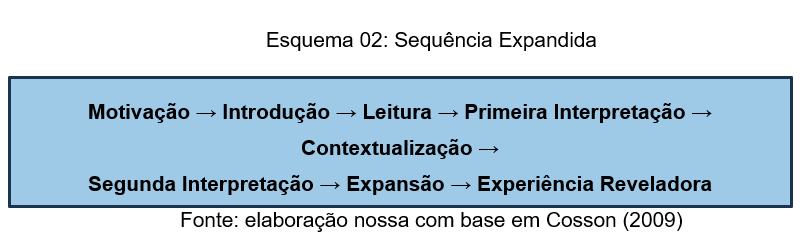 Esquema 02: Sequência Expandida
Motivação → Introdução → Leitura → Primeira Interpretação →
Contextualização →
Segunda Interpretação → Expansão → Experiência Reveladora
Fonte: elaboração nossa com base em Cosson (2009)